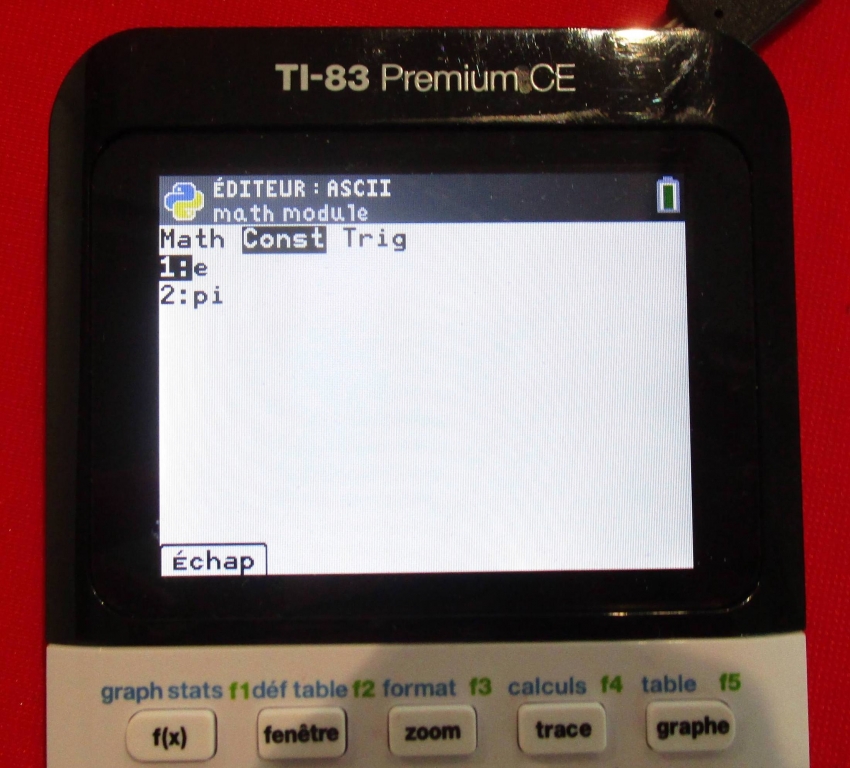 TI-83 Premium CE
ÉDITEUR : ASCII
math module
Math Const Trig
1:e
2:pi
Échap
graph stats f1 déf table f2 format f3 calculs f4 table f5
f(x) fenêtre zoom trace graphe